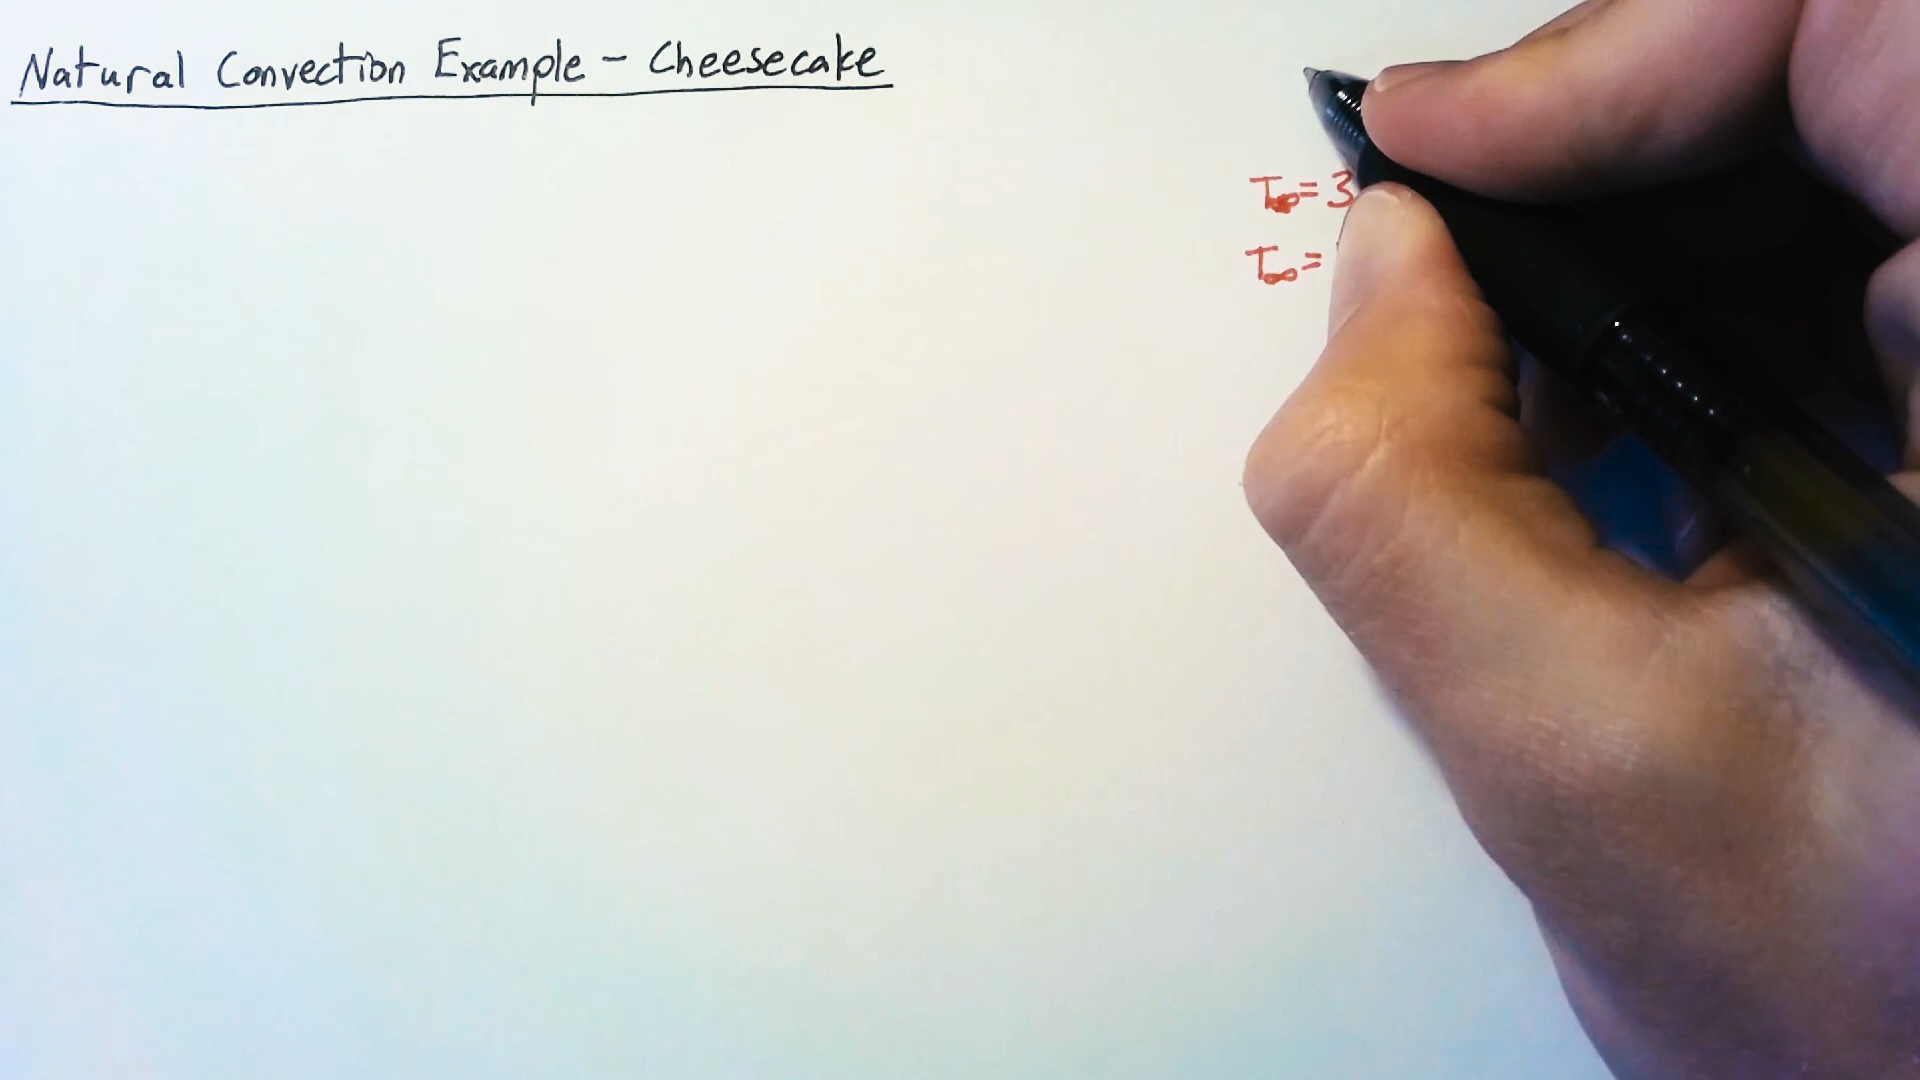 Natural Convection Example - Cheesecake
T∞ = 3
T∞ =